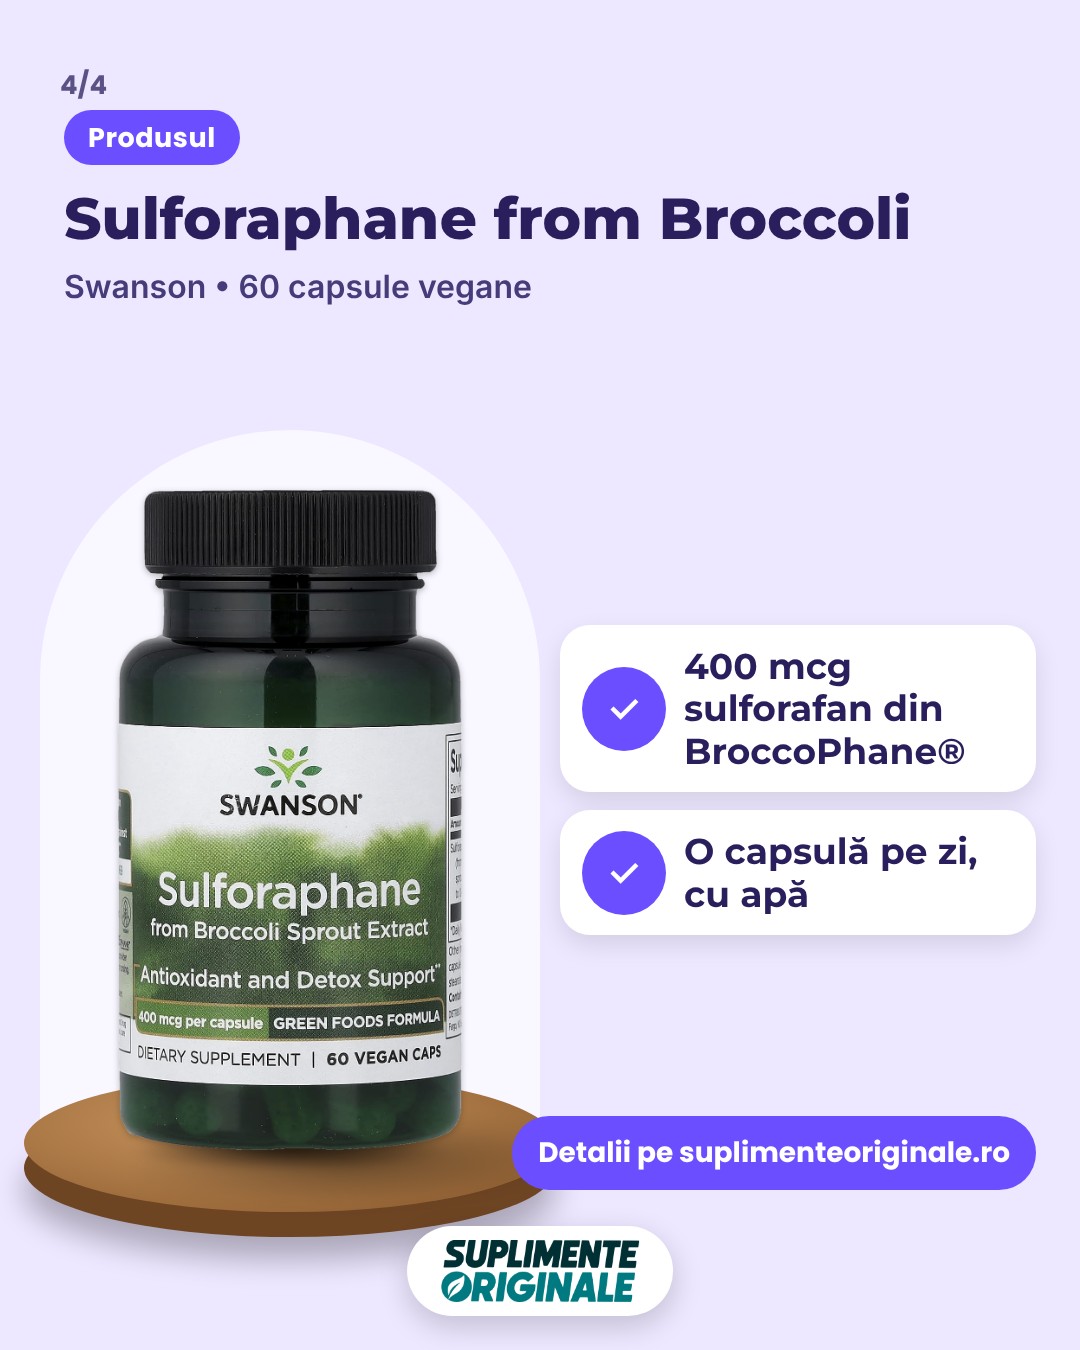 4/4
Produsul
Sulforaphane from Broccoli
Swanson • 60 capsule vegane
SWANSON
Sulforaphane
from Broccoli Sprout Extract
Antioxidant and Detox Support**
400 mcg per capsule GREEN FOODS FORMULA
DIETARY SUPPLEMENT | 60 VEGAN CAPS
400 mcg
sulforafan din
BroccoPhane®
O capsulă pe zi,
cu apă
Detalii pe suplimenteoriginale.ro
SUPLIMENTE
ORIGINALE